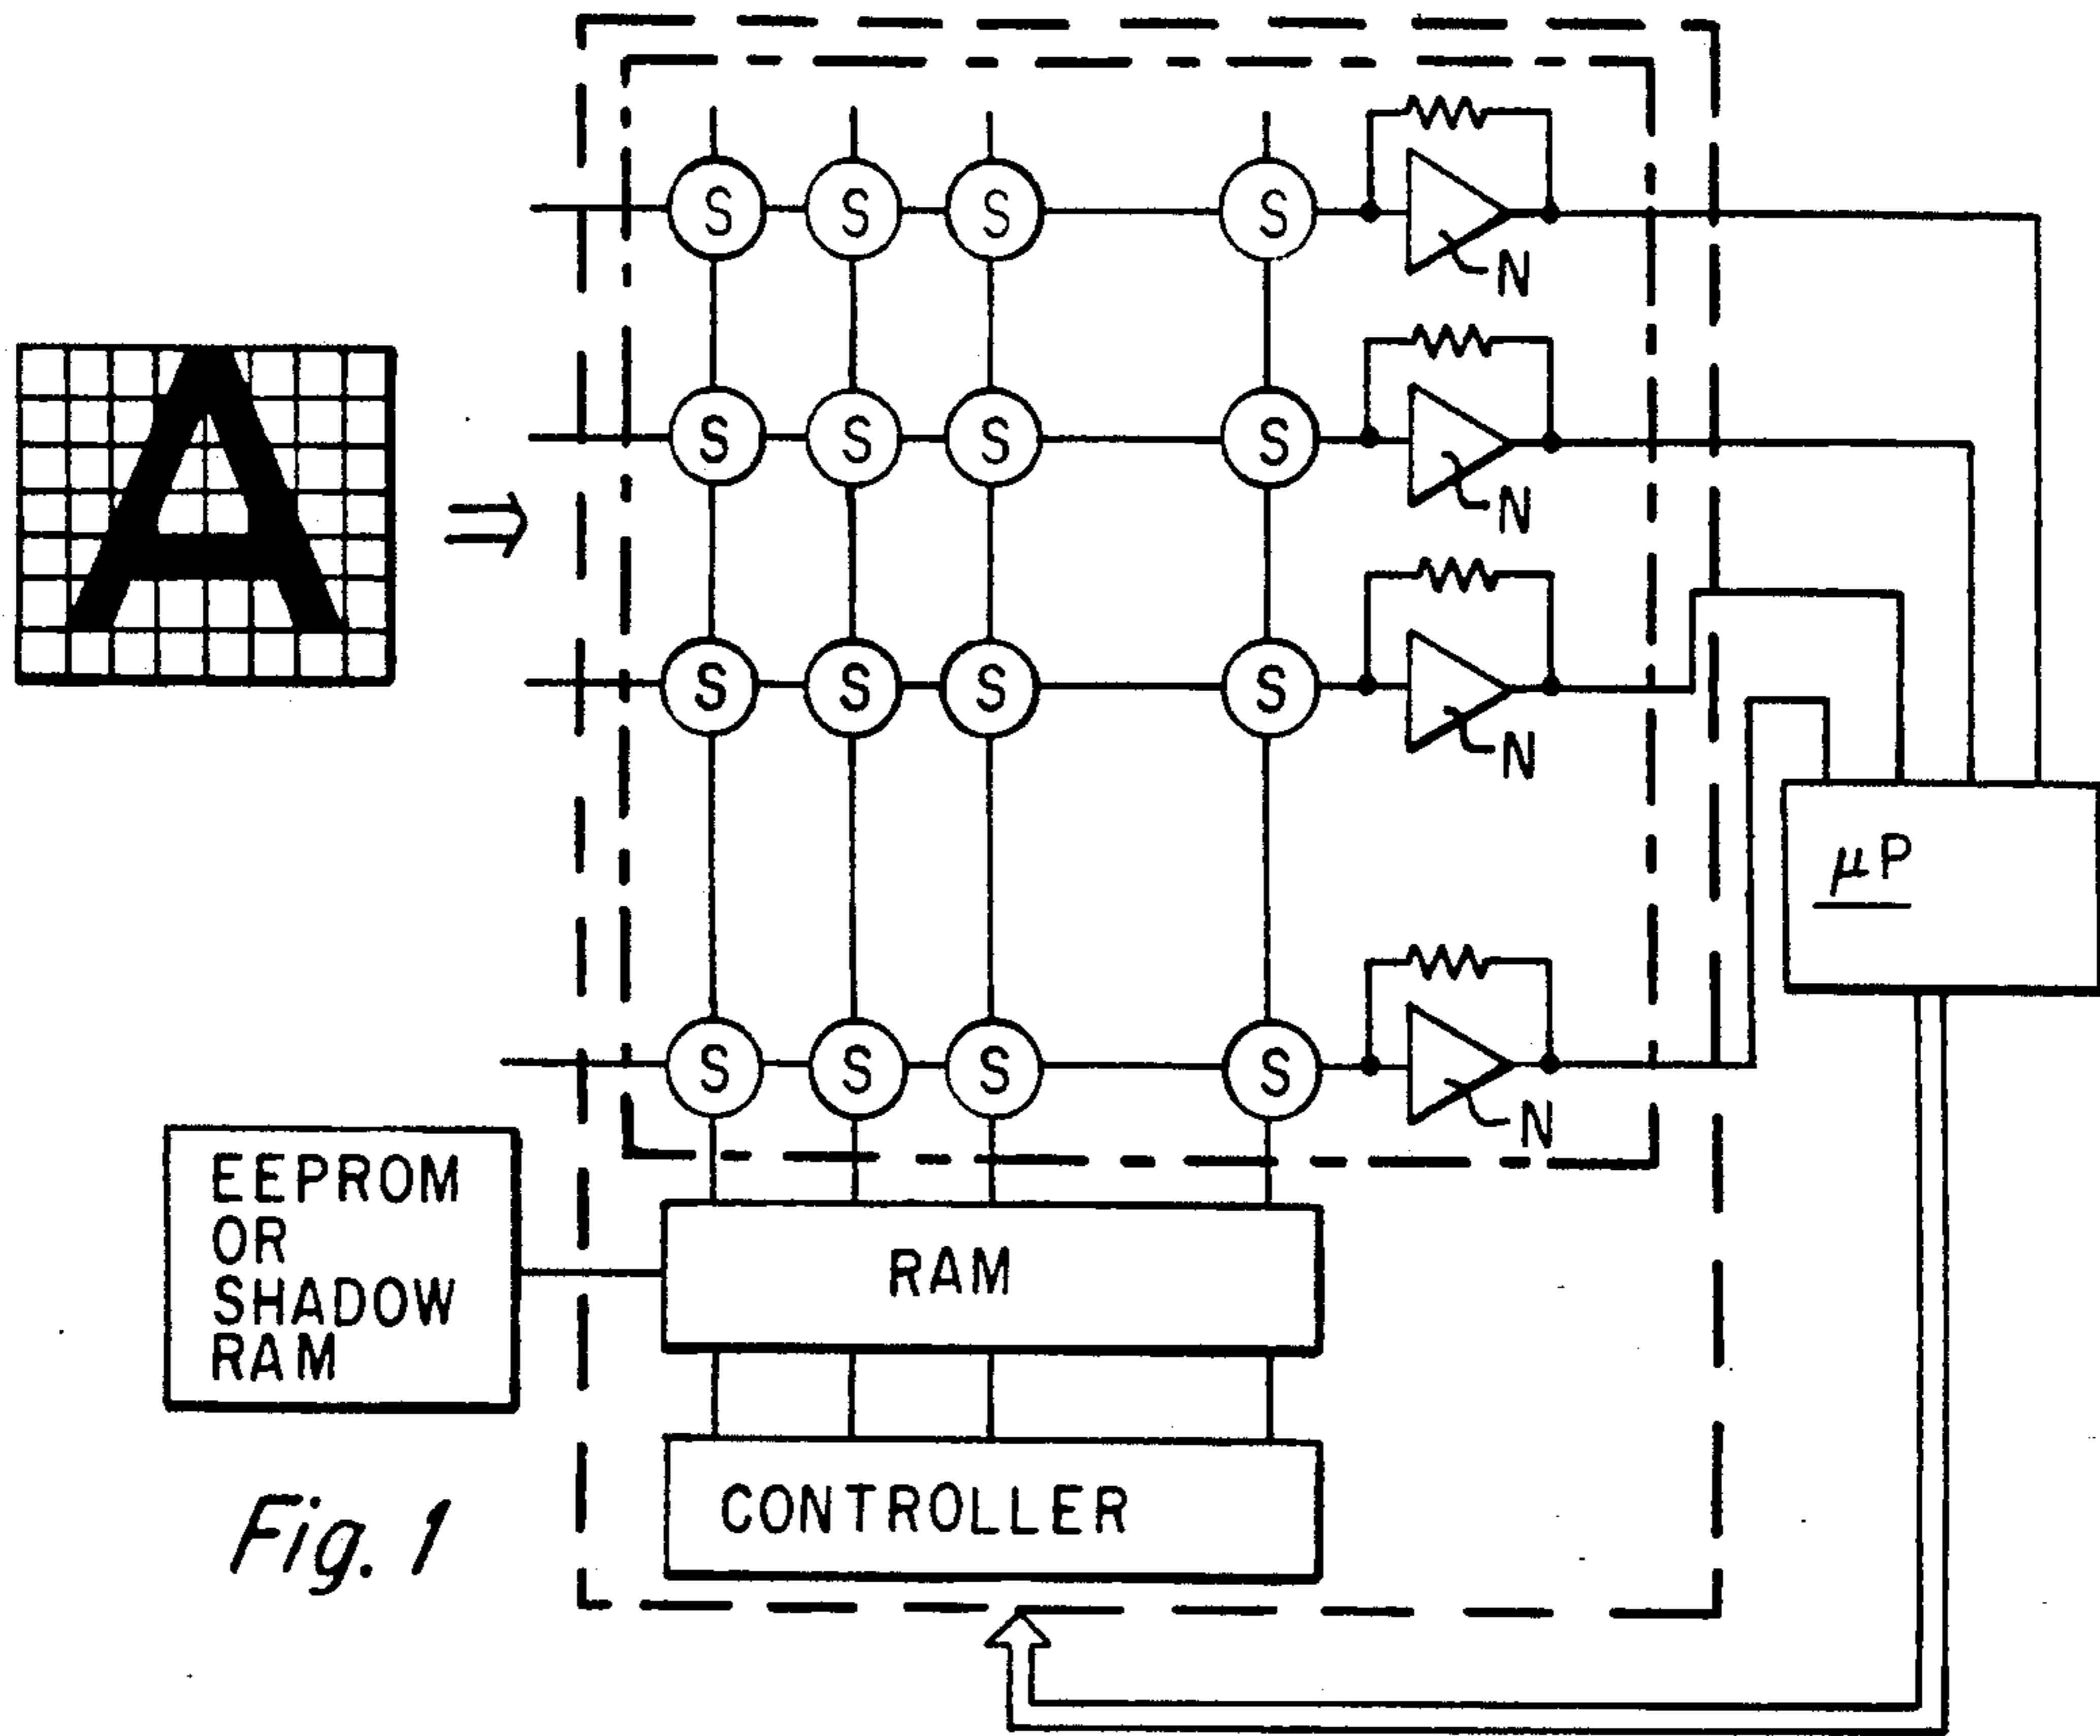 S S S S
N
A
S S S S
N
S S S S
N
µP
S S S S
N
EEPROM
OR
SHADOW
RAM
RAM
CONTROLLER
Fig. 1